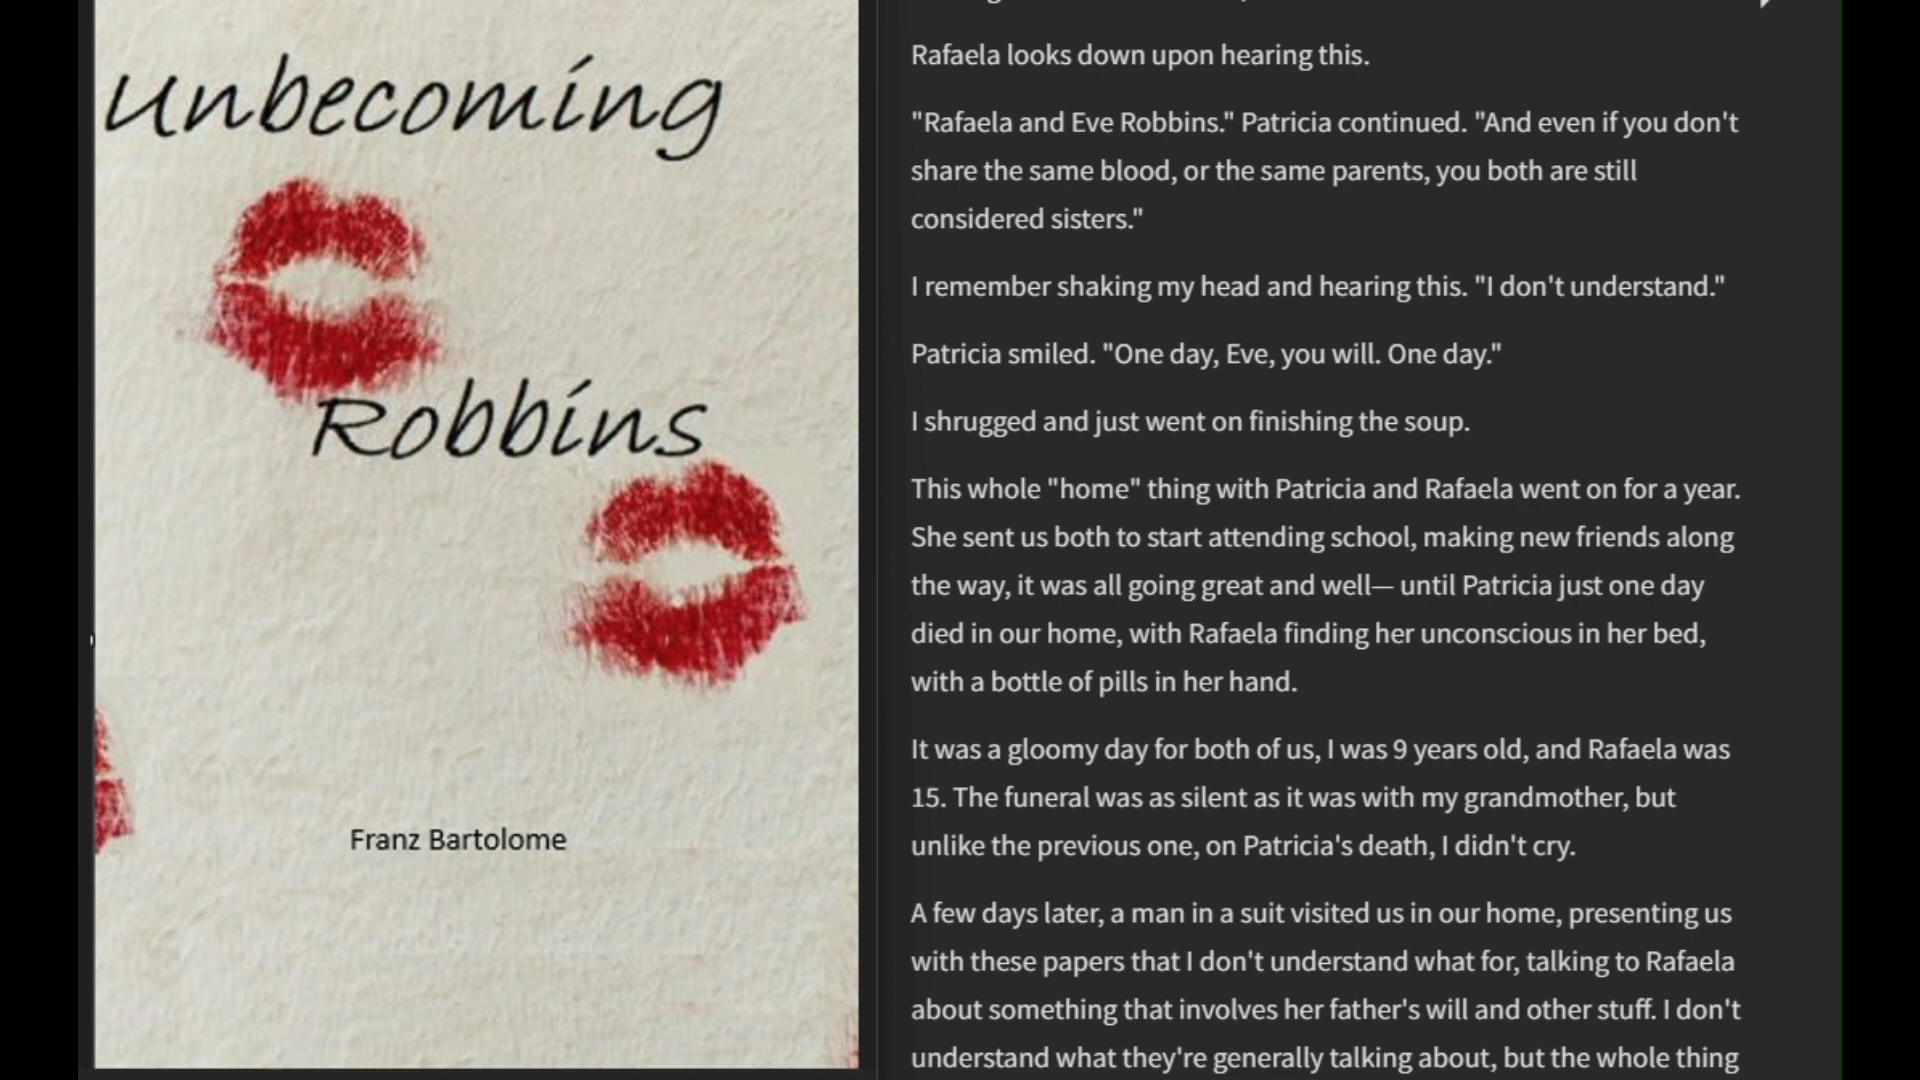 Unbecoming
Robbins
Franz Bartolome
Rafaela looks down upon hearing this.
"Rafaela and Eve Robbins." Patricia continued. "And even if you don't
share the same blood, or the same parents, you both are still
considered sisters."
I remember shaking my head and hearing this. "I don't understand."
Patricia smiled. "One day, Eve, you will. One day."
I shrugged and just went on finishing the soup.
This whole "home" thing with Patricia and Rafaela went on for a year.
She sent us both to start attending school, making new friends along
the way, it was all going great and well— until Patricia just one day
died in our home, with Rafaela finding her unconscious in her bed,
with a bottle of pills in her hand.
It was a gloomy day for both of us, I was 9 years old, and Rafaela was
15. The funeral was as silent as it was with my grandmother, but
unlike the previous one, on Patricia's death, I didn't cry.
A few days later, a man in a suit visited us in our home, presenting us
with these papers that I don't understand what for, talking to Rafaela
about something that involves her father's will and other stuff. I don't
understand what they're generally talking about, but the whole thing